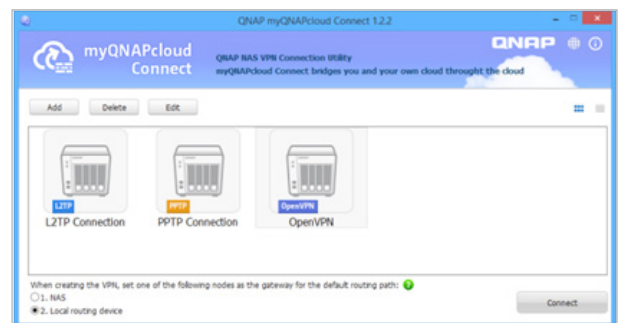 QNAP myQNAPcloud Connect 1.2.2
myQNAPcloud
Connect
QNAP NAS VPN Connection Utility
myQNAPcloud Connect bridges you and your own cloud throught the cloud
QNAP
Add Delete Edit
L2TP
L2TP Connection
PPTP
PPTP Connection
OpenVPN
OpenVPN
When creating the VPN, set one of the following nodes as the gateway for the default routing path:
1. NAS
2. Local routing device
Connect